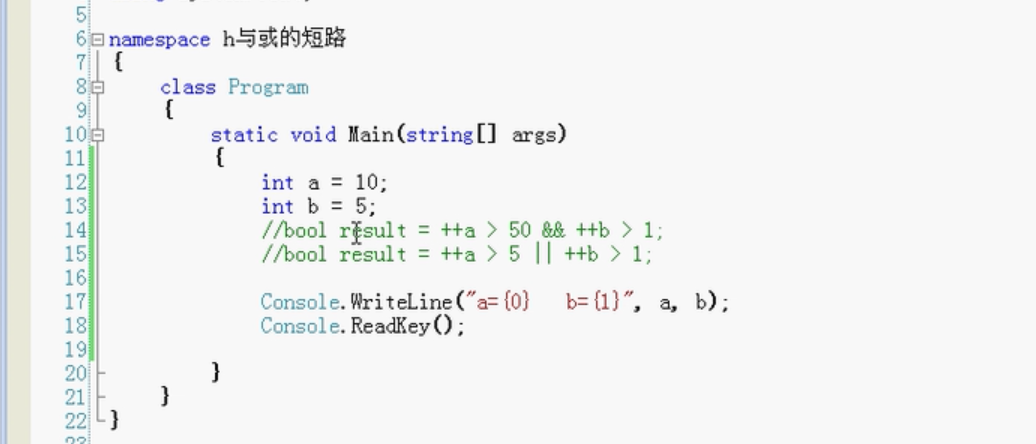 5
6 namespace h与或的短路
7 {
8 class Program
9 {
10 static void Main(string[] args)
11 {
12 int a = 10;
13 int b = 5;
14 //bool result = ++a > 50 && ++b > 1;
15 //bool result = ++a > 5 || ++b > 1;
16
17 Console.WriteLine("a={0}   b={1}", a, b);
18 Console.ReadKey();
19
20 }
21 }
22 }